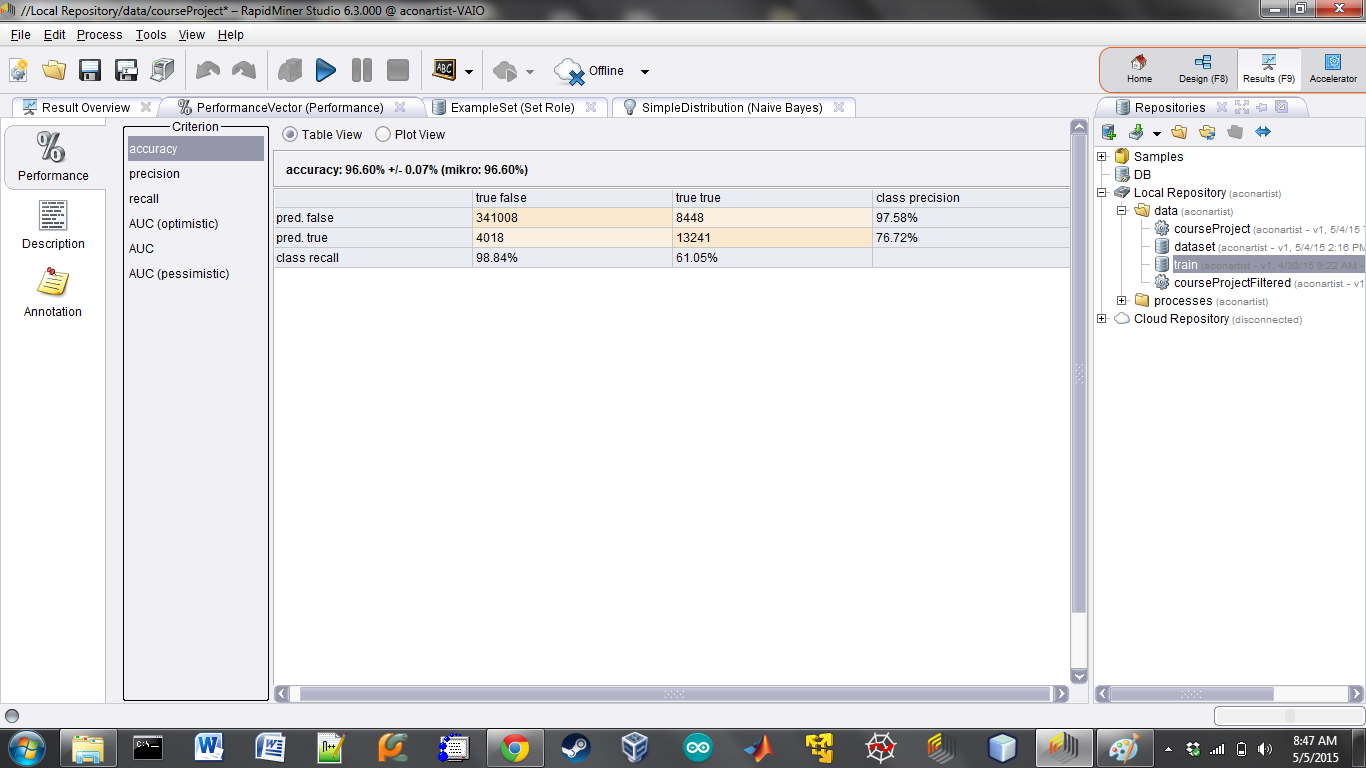 //Local Repository/data/courseProject* – RapidMiner Studio 6.3.000 @ aconartist-VAIO
File Edit Process Tools View Help
ABC Offline
Home Design (F8) Results (F9) Accelerator
Result Overview PerformanceVector (Performance) ExampleSet (Set Role) SimpleDistribution (Naive Bayes)
Repositories
%
Performance
Description
Annotation
Criterion
accuracy
precision
recall
AUC (optimistic)
AUC
AUC (pessimistic)
Table View Plot View
accuracy: 96.60% +/- 0.07% (mikro: 96.60%)
true false true true class precision
pred. false 341008 8448 97.58%
pred. true 4018 13241 76.72%
class recall 98.84% 61.05%
Samples
DB
Local Repository (aconartist)
data (aconartist)
courseProject (aconartist - v1, 5/4/15 7
dataset (aconartist - v1, 5/4/15 2:16 PM
train (aconartist - v1, 4/30/15 9:22 AM -
courseProjectFiltered (aconartist - v1
processes (aconartist)
Cloud Repository (disconnected)
8:47 AM
5/5/2015